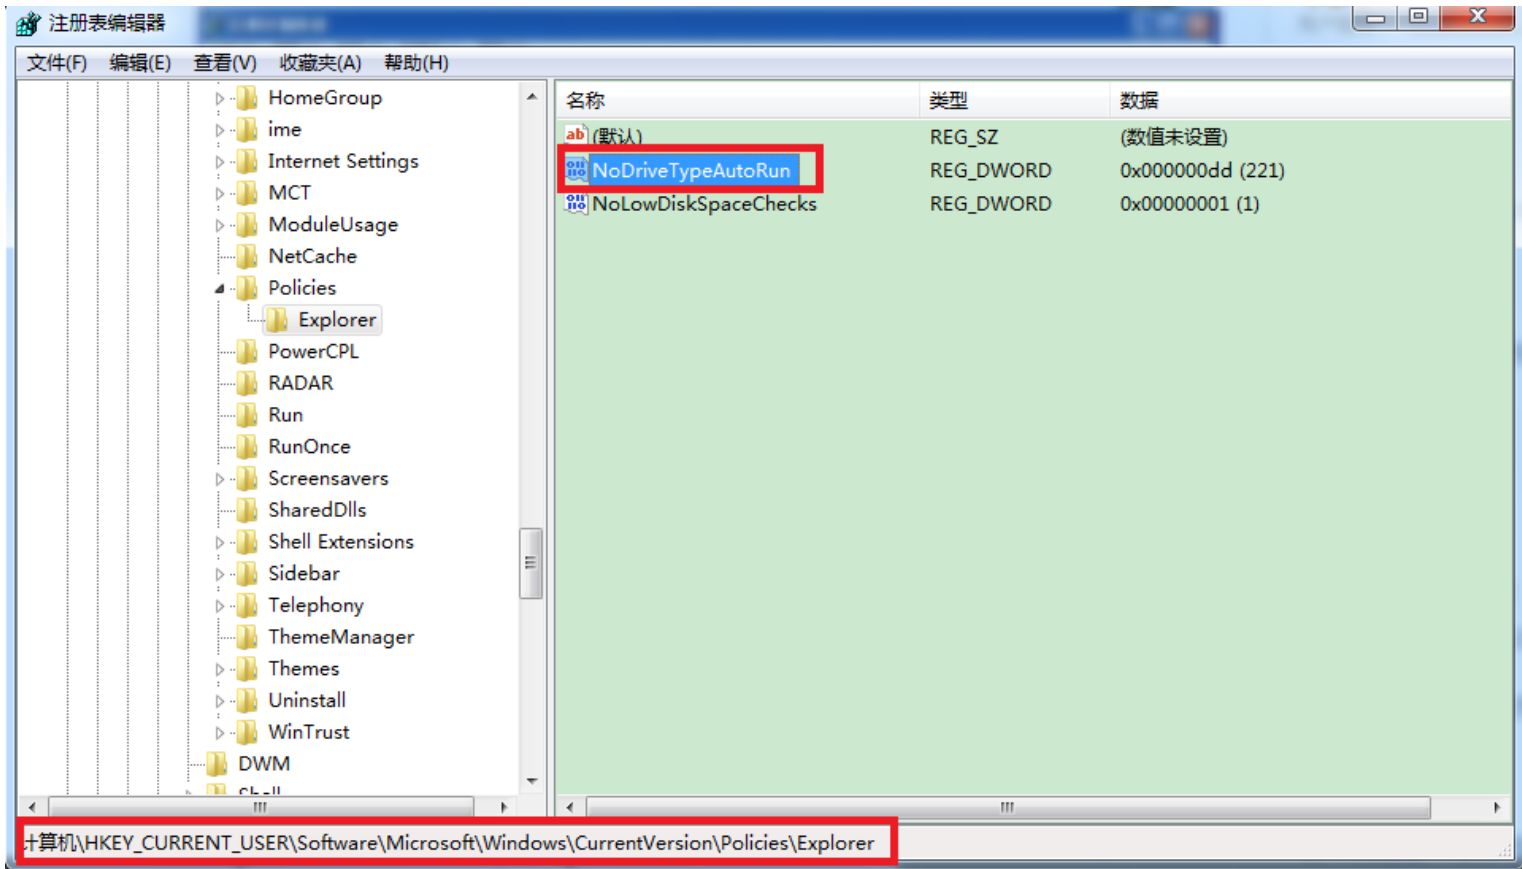 注册表编辑器
文件(F) 编辑(E) 查看(V) 收藏夹(A) 帮助(H)
HomeGroup
ime
Internet Settings
MCT
ModuleUsage
NetCache
Policies
Explorer
PowerCPL
RADAR
Run
RunOnce
Screensavers
SharedDlls
Shell Extensions
Sidebar
Telephony
ThemeManager
Themes
Uninstall
WinTrust
DWM
Shell
名称 类型 数据
ab (默认) REG_SZ (数值未设置)
NoDriveTypeAutoRun REG_DWORD 0x000000dd (221)
NoLowDiskSpaceChecks REG_DWORD 0x00000001 (1)
计算机\HKEY_CURRENT_USER\Software\Microsoft\Windows\CurrentVersion\Policies\Explorer